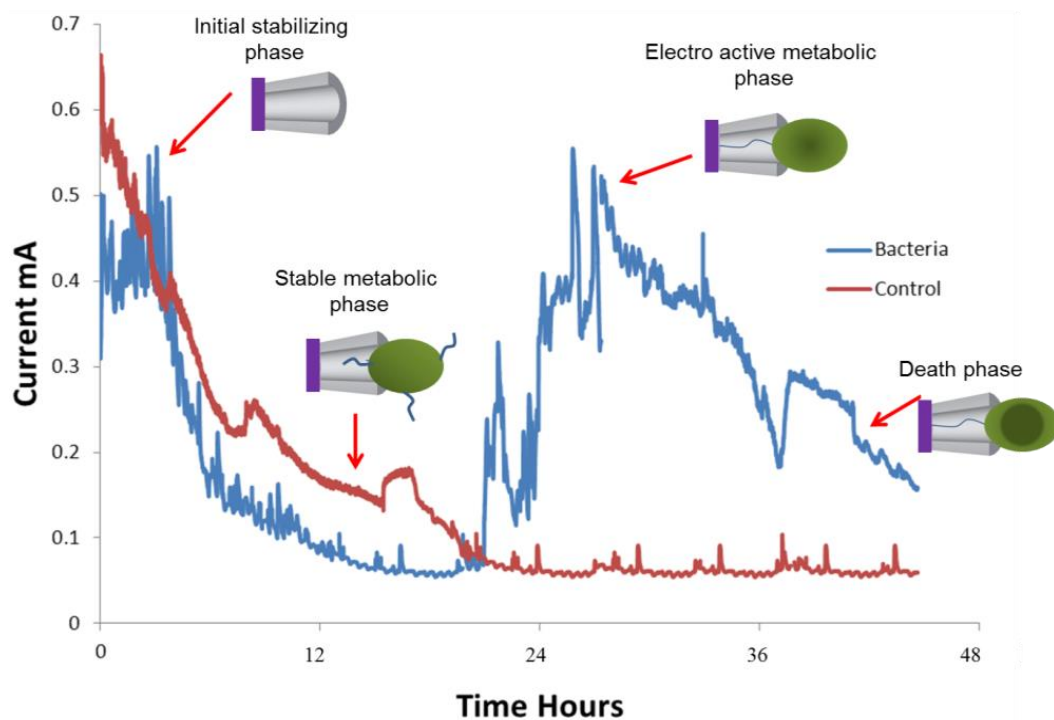 0.7
0.6
0.5
0.4
0.3
0.2
0.1
0
Current mA
Initial stabilizing
phase
Electro active metabolic
phase
Bacteria
Control
Stable metabolic
phase
Death phase
0
12
24
36
48
Time Hours